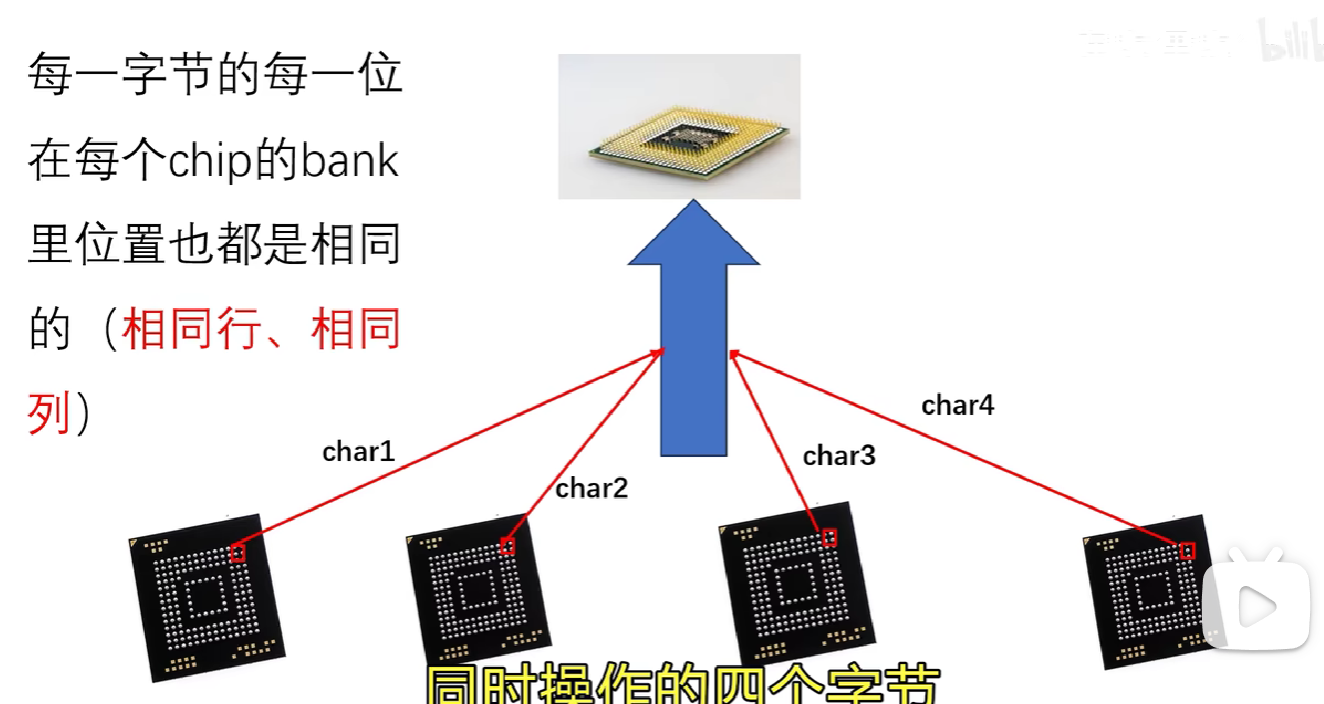 每一字节的每一位
在每个chip的bank
里位置也都是相同
的（相同行、相同
列）
char1
char2
char3
char4
同时操作的四个字节